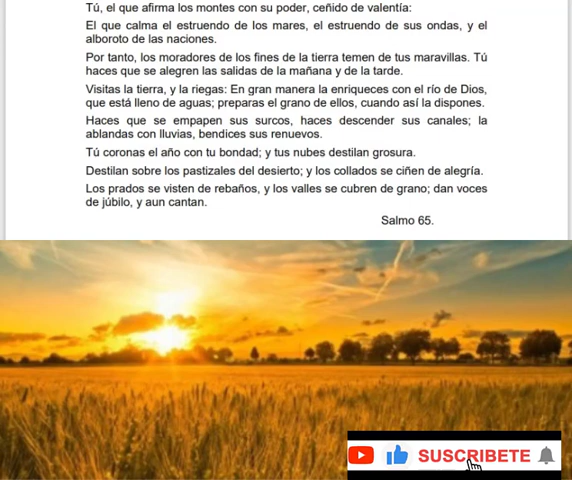 Tú, el que afirma los montes con su poder, ceñido de valentía:
El que calma el estruendo de los mares, el estruendo de sus ondas, y el
alboroto de las naciones.
Por tanto, los moradores de los fines de la tierra temen de tus maravillas. Tú
haces que se alegren las salidas de la mañana y de la tarde.
Visitas la tierra, y la riegas: En gran manera la enriqueces con el río de Dios,
que está lleno de aguas; preparas el grano de ellos, cuando así la dispones.
Haces que se empapen sus surcos, haces descender sus canales; la
ablandas con lluvias, bendices sus renuevos.
Tú coronas el año con tu bondad; y tus nubes destilan grosura.
Destilan sobre los pastizales del desierto; y los collados se ciñen de alegría.
Los prados se visten de rebaños, y los valles se cubren de grano; dan voces
de júbilo, y aun cantan.
Salmo 65.
SUSCRIBETE